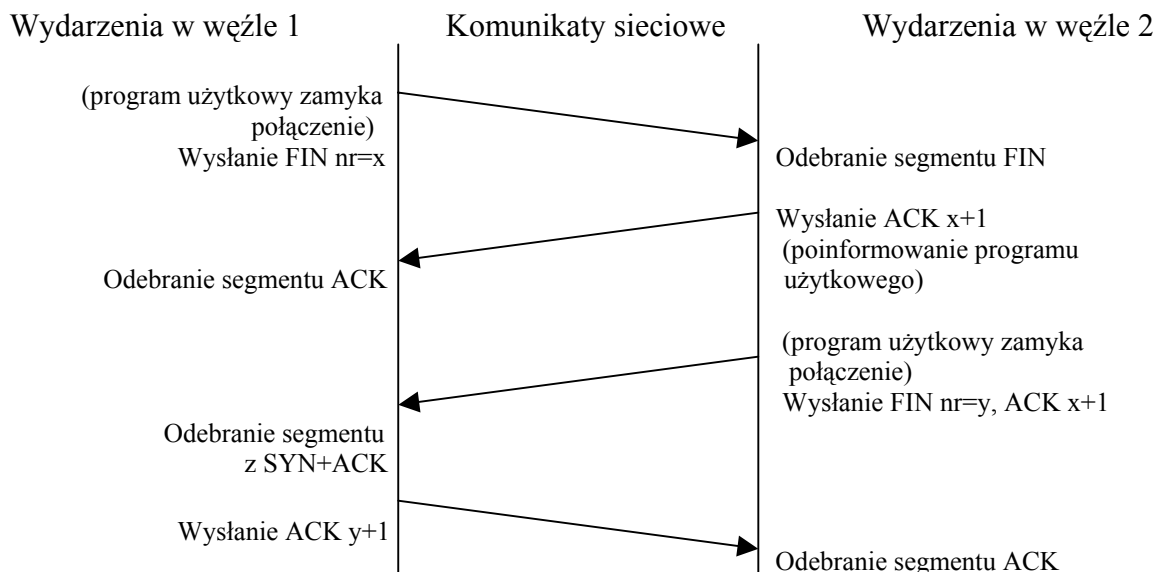 Wydarzenia w węźle 1
Komunikaty sieciowe
Wydarzenia w węźle 2
(program użytkowy zamyka
połączenie)
Wysłanie FIN nr=x
Odebranie segmentu FIN
Wysłanie ACK x+1
(poinformowanie programu
użytkowego)
Odebranie segmentu ACK
(program użytkowy zamyka
połączenie)
Wysłanie FIN nr=y, ACK x+1
Odebranie segmentu
z SYN+ACK
Wysłanie ACK y+1
Odebranie segmentu ACK